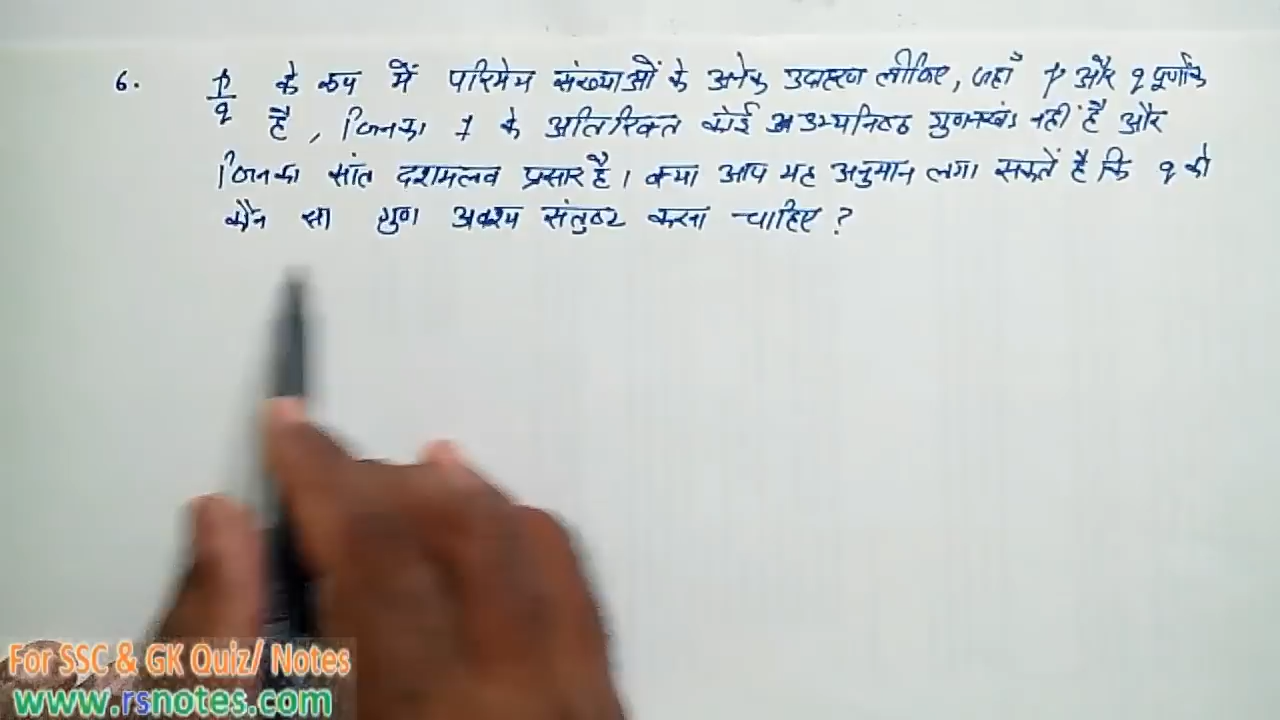 6. p/q के रूप में परिमेय संख्याओं के अनेक उदाहरण लीजिए, जहाँ p और q पूर्णांक
है, जिनका 1 के अतिरिक्त कोई अ उभयनिष्ठ गुणनखंड नहीं है और
जिनका सांत दशमलव प्रसार है। क्या आप यह अनुमान लगा सकतें है कि q को
कौन सा गुण अवश्य संतुष्ट करना चाहिए ?
For SSC & GK Quiz/ Notes
www.rsnotes.com